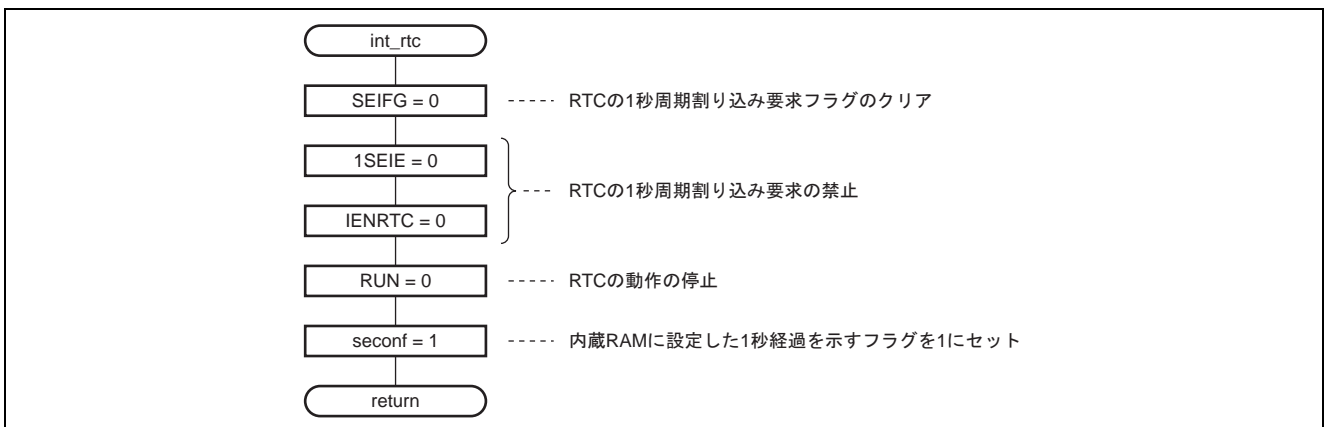 int_rtc
SEIFG = 0 RTCの1秒周期割り込み要求フラグのクリア
1SEIE = 0
RTCの1秒周期割り込み要求の禁止
IENRTC = 0
RUN = 0 RTCの動作の停止
seconf = 1 内蔵RAMに設定した1秒経過を示すフラグを1にセット
return